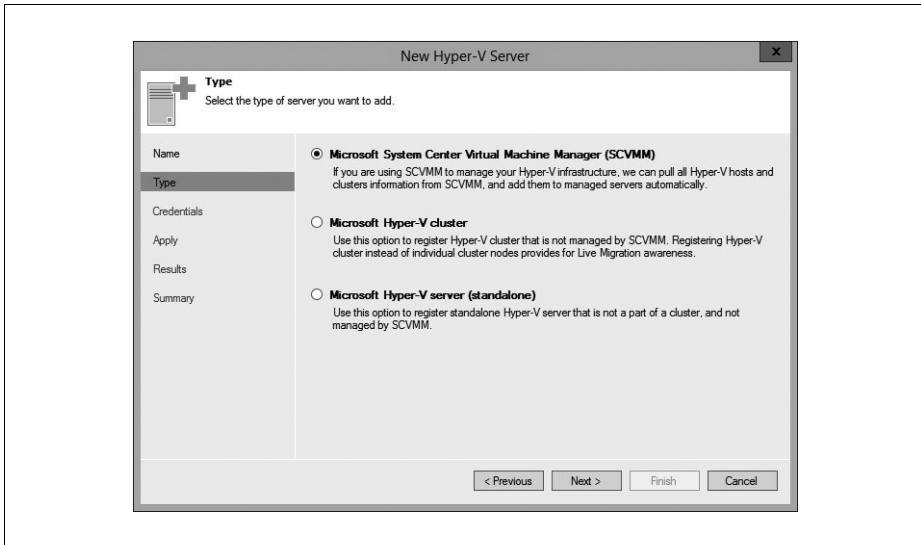 New Hyper-V Server
x
Type
Select the type of server you want to add.
Name
Type
Credentials
Apply
Results
Summary
Microsoft System Center Virtual Machine Manager (SCVMM)
If you are using SCVMM to manage your Hyper-V infrastructure, we can pull all Hyper-V hosts and
clusters information from SCVMM, and add them to managed servers automatically.
Microsoft Hyper-V cluster
Use this option to register Hyper-V cluster that is not managed by SCVMM. Registering Hyper-V
cluster instead of individual cluster nodes provides for Live Migration awareness.
Microsoft Hyper-V server (standalone)
Use this option to register standalone Hyper-V server that is not a part of a cluster, and not
managed by SCVMM.
< Previous
Next >
Finish
Cancel